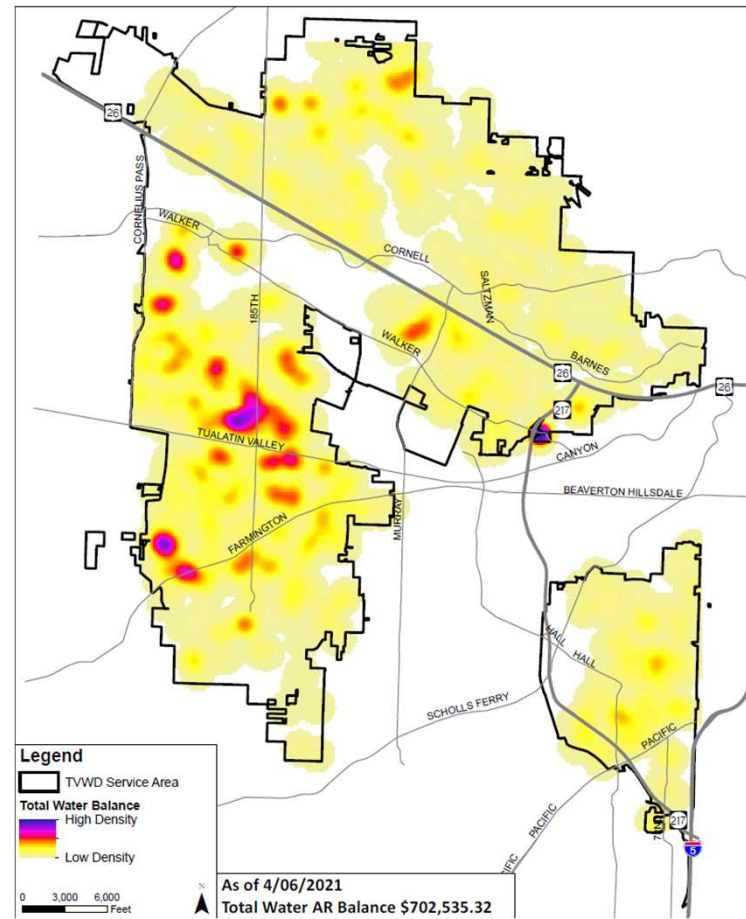 26
CORNELIUS PASS
WALKER
CORNELL
185TH
SALTZMAN
WALKER
BARNES
26
26
217
TUALATIN VALLEY
CANYON
BEAVERTON HILLSDALE
MURRAY
FARMINGTON
HALL
HALL
SCHOLLS FERRY
PACIFIC
PACIFIC
217
5
Legend
TVWD Service Area
Total Water Balance
High Density
Low Density
0 3,000 6,000
Feet
N
As of 4/06/2021
Total Water AR Balance $702,535.32